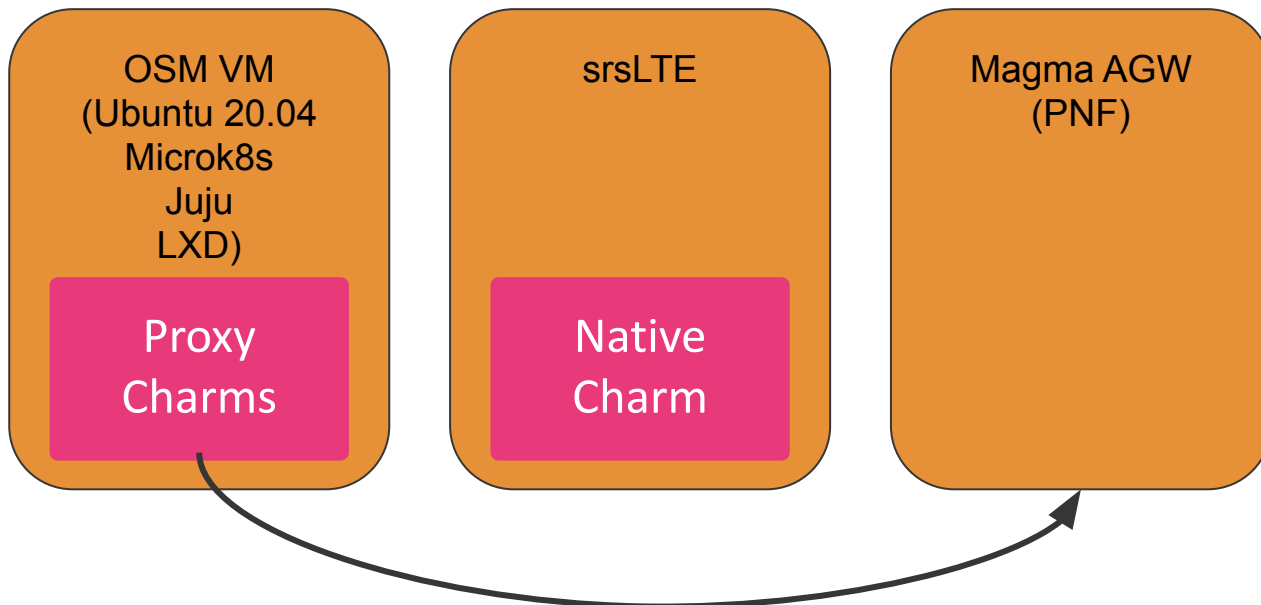 OSM VM
(Ubuntu 20.04
Microk8s
Juju
LXD)
Proxy
Charms
srsLTE
Native
Charm
Magma AGW
(PNF)